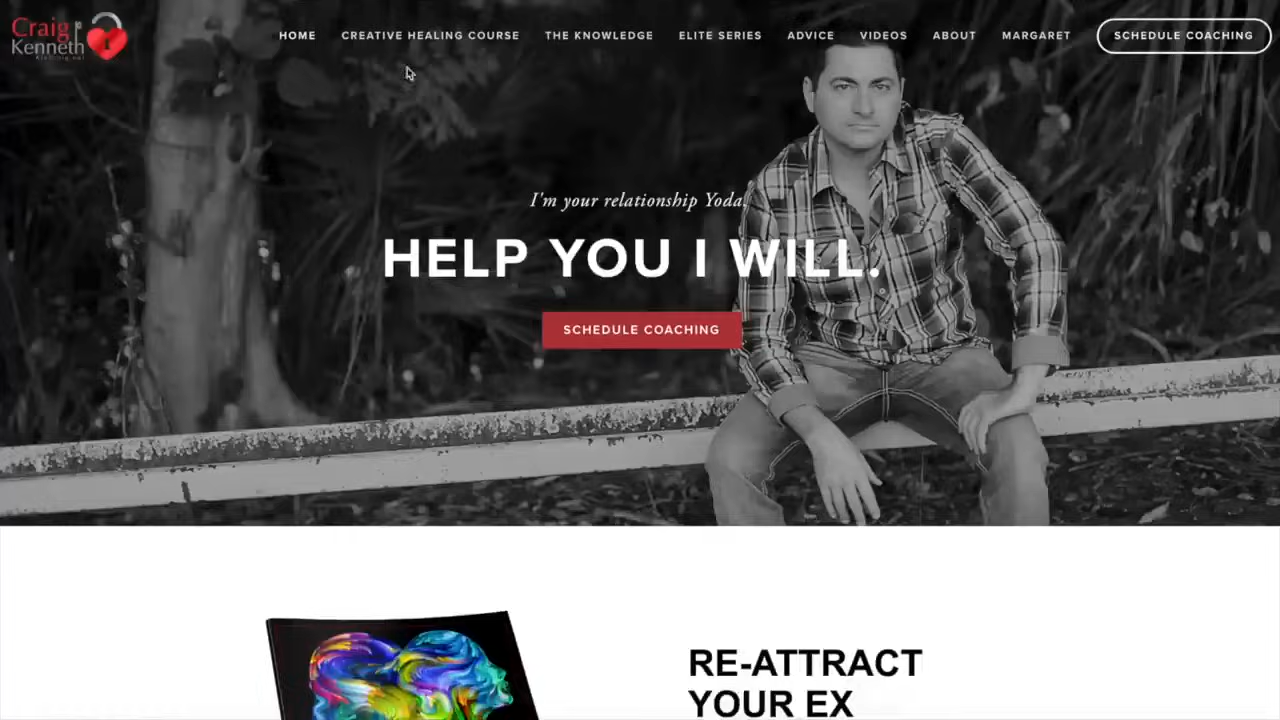 Craig
Kenneth
HOME CREATIVE HEALING COURSE THE KNOWLEDGE ELITE SERIES ADVICE VIDEOS ABOUT MARGARET SCHEDULE COACHING
I'm your relationship Yoda.
HELP YOU I WILL.
SCHEDULE COACHING
RE-ATTRACT
YOUR EX